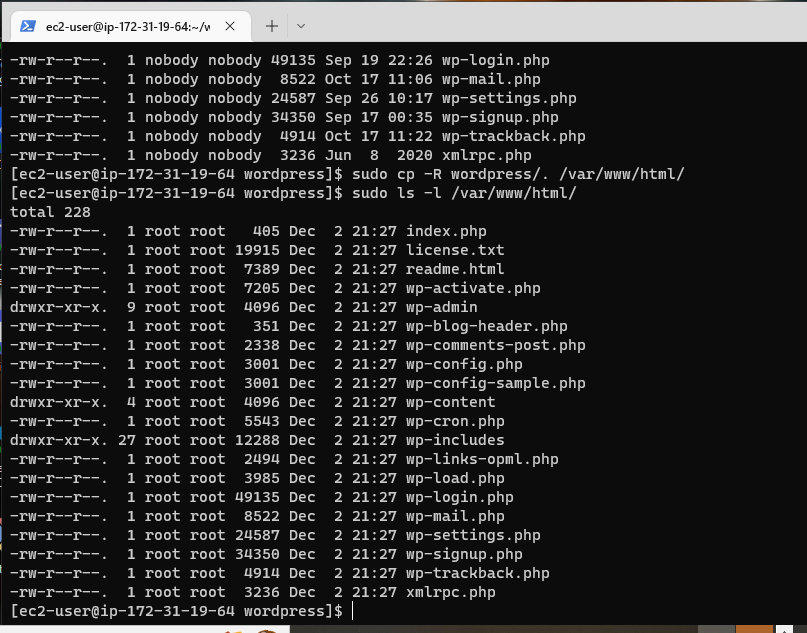 ec2-user@ip-172-31-19-64:~/w
-rw-r--r--.  1 nobody nobody 49135 Sep 19 22:26 wp-login.php
-rw-r--r--.  1 nobody nobody  8522 Oct 17 11:06 wp-mail.php
-rw-r--r--.  1 nobody nobody 24587 Sep 26 10:17 wp-settings.php
-rw-r--r--.  1 nobody nobody 34350 Sep 17 00:35 wp-signup.php
-rw-r--r--.  1 nobody nobody  4914 Oct 17 11:22 wp-trackback.php
-rw-r--r--.  1 nobody nobody  3236 Jun  8  2020 xmlrpc.php
[ec2-user@ip-172-31-19-64 wordpress]$ sudo cp -R wordpress/. /var/www/html/
[ec2-user@ip-172-31-19-64 wordpress]$ sudo ls -l /var/www/html/
total 228
-rw-r--r--.  1 root root   405 Dec  2 21:27 index.php
-rw-r--r--.  1 root root 19915 Dec  2 21:27 license.txt
-rw-r--r--.  1 root root  7389 Dec  2 21:27 readme.html
-rw-r--r--.  1 root root  7205 Dec  2 21:27 wp-activate.php
drwxr-xr-x.  9 root root  4096 Dec  2 21:27 wp-admin
-rw-r--r--.  1 root root   351 Dec  2 21:27 wp-blog-header.php
-rw-r--r--.  1 root root  2338 Dec  2 21:27 wp-comments-post.php
-rw-r--r--.  1 root root  3001 Dec  2 21:27 wp-config.php
-rw-r--r--.  1 root root  3001 Dec  2 21:27 wp-config-sample.php
drwxr-xr-x.  4 root root  4096 Dec  2 21:27 wp-content
-rw-r--r--.  1 root root  5543 Dec  2 21:27 wp-cron.php
drwxr-xr-x. 27 root root 12288 Dec  2 21:27 wp-includes
-rw-r--r--.  1 root root  2494 Dec  2 21:27 wp-links-opml.php
-rw-r--r--.  1 root root  3985 Dec  2 21:27 wp-load.php
-rw-r--r--.  1 root root 49135 Dec  2 21:27 wp-login.php
-rw-r--r--.  1 root root  8522 Dec  2 21:27 wp-mail.php
-rw-r--r--.  1 root root 24587 Dec  2 21:27 wp-settings.php
-rw-r--r--.  1 root root 34350 Dec  2 21:27 wp-signup.php
-rw-r--r--.  1 root root  4914 Dec  2 21:27 wp-trackback.php
-rw-r--r--.  1 root root  3236 Dec  2 21:27 xmlrpc.php
[ec2-user@ip-172-31-19-64 wordpress]$